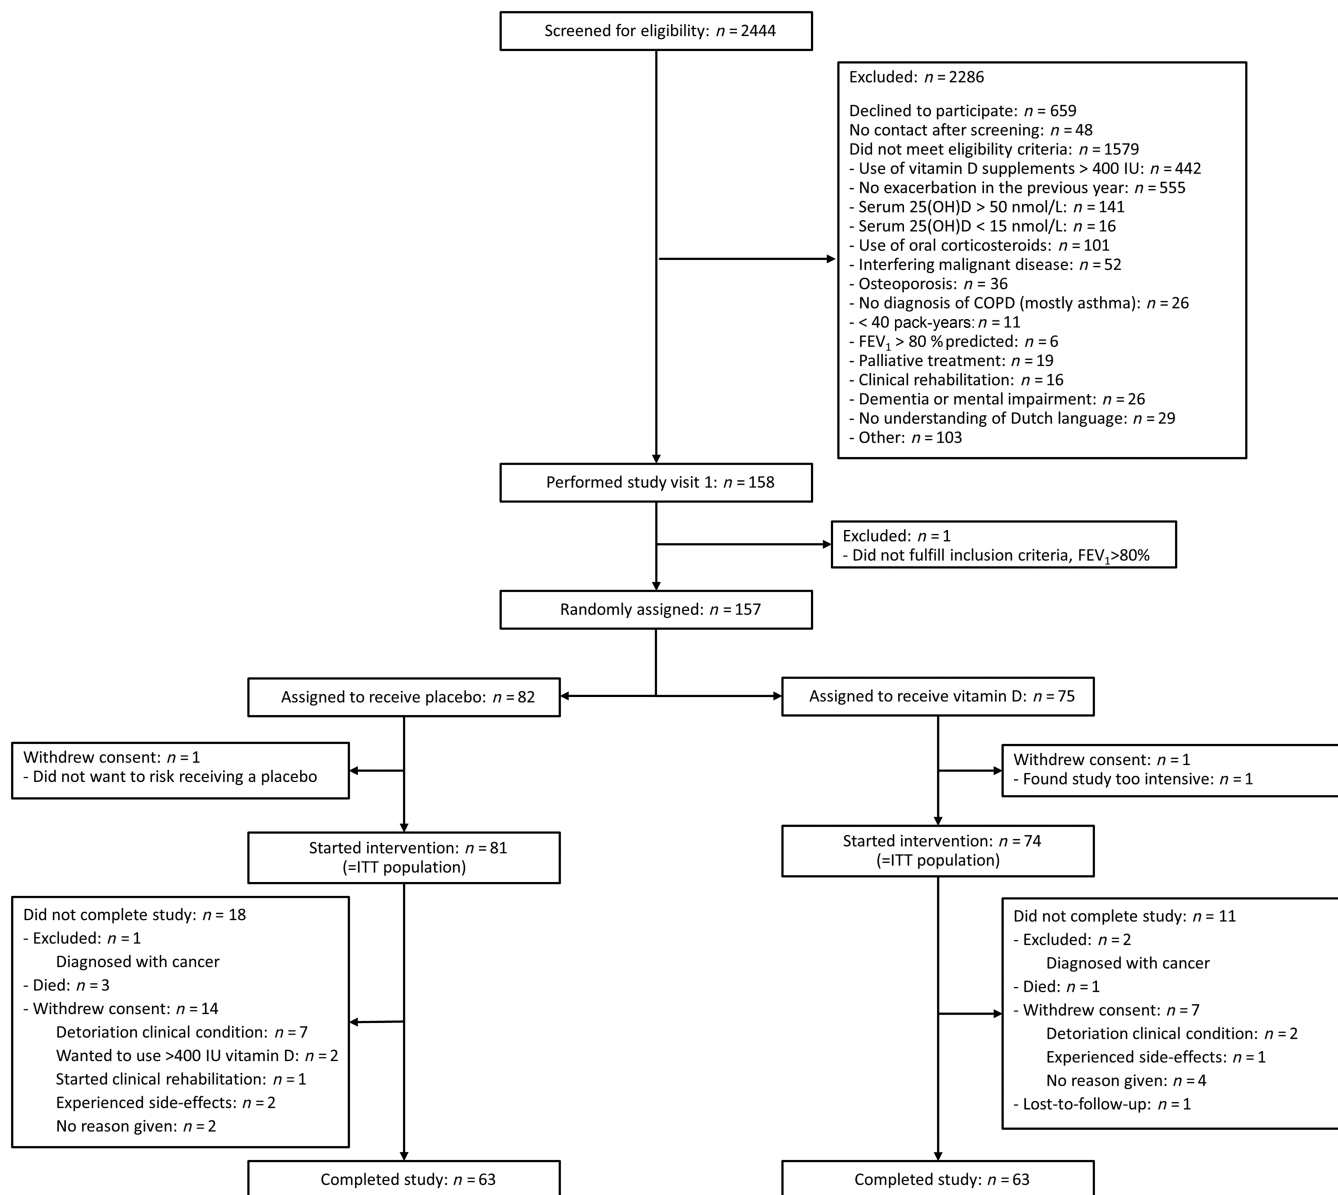 Screened for eligibility: n = 2444
Excluded: n = 2286
Declined to participate: n = 659
No contact after screening: n = 48
Did not meet eligibility criteria: n = 1579
- Use of vitamin D supplements > 400 IU: n = 442
- No exacerbation in the previous year: n = 555
- Serum 25(OH)D > 50 nmol/L: n = 141
- Serum 25(OH)D < 15 nmol/L: n = 16
- Use of oral corticosteroids: n = 101
- Interfering malignant disease: n = 52
- Osteoporosis: n = 36
- No diagnosis of COPD (mostly asthma): n = 26
- < 40 pack-years: n = 11
- FEV₁ > 80 % predicted: n = 6
- Palliative treatment: n = 19
- Clinical rehabilitation: n = 16
- Dementia or mental impairment: n = 26
- No understanding of Dutch language: n = 29
- Other: n = 103
Performed study visit 1: n = 158
Excluded: n = 1
- Did not fulfill inclusion criteria, FEV₁>80%
Randomly assigned: n = 157
Assigned to receive placebo: n = 82
Assigned to receive vitamin D: n = 75
Withdrew consent: n = 1
- Did not want to risk receiving a placebo
Withdrew consent: n = 1
- Found study too intensive: n = 1
Started intervention: n = 81
(=ITT population)
Started intervention: n = 74
(=ITT population)
Did not complete study: n = 18
- Excluded: n = 1
Diagnosed with cancer
- Died: n = 3
- Withdrew consent: n = 14
Detoriation clinical condition: n = 7
Wanted to use >400 IU vitamin D: n = 2
Started clinical rehabilitation: n = 1
Experienced side-effects: n = 2
No reason given: n = 2
Did not complete study: n = 11
- Excluded: n = 2
Diagnosed with cancer
- Died: n = 1
- Withdrew consent: n = 7
Detoriation clinical condition: n = 2
Experienced side-effects: n = 1
No reason given: n = 4
- Lost-to-follow-up: n = 1
Completed study: n = 63
Completed study: n = 63